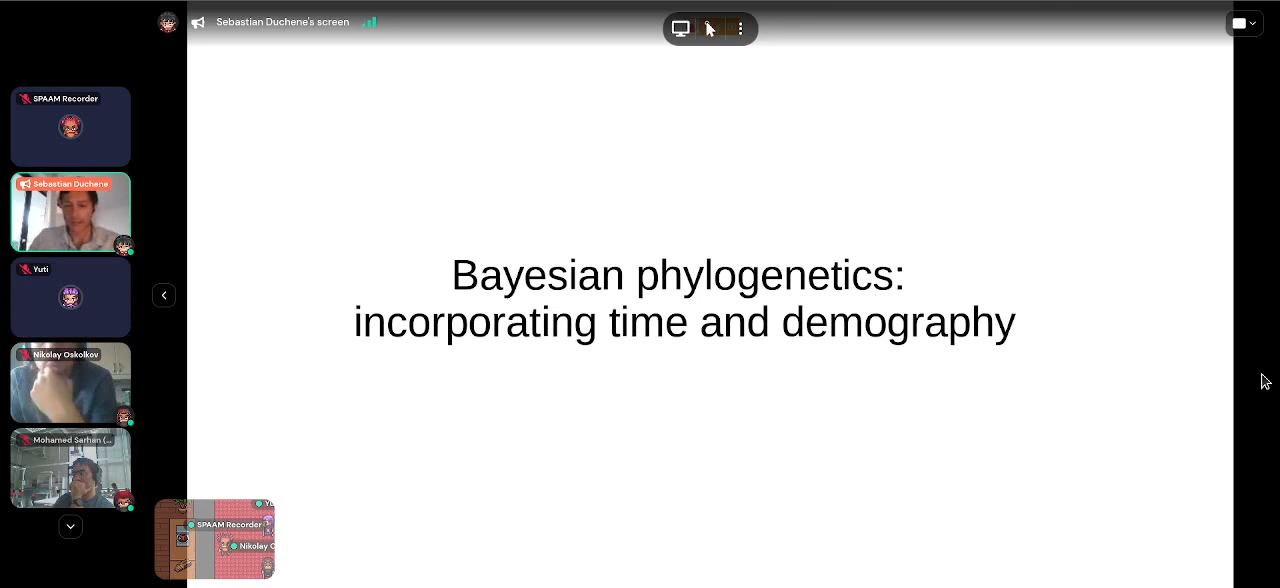 Sebastian Duchene's screen
SPAAM Recorder
Sebastian Duchene
Yuti
Nikolay Oskolkov
Mohamed Sarhan (...
Bayesian phylogenetics:
incorporating time and demography
SPAAM Recorder
Nikolay O